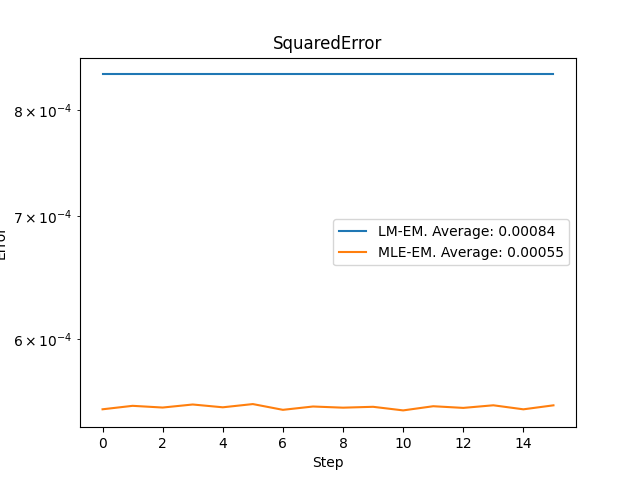 SquaredError
8 × 10⁻⁴
7 × 10⁻⁴
6 × 10⁻⁴
Error
LM-EM. Average: 0.00084
MLE-EM. Average: 0.00055
0 2 4 6 8 10 12 14
Step